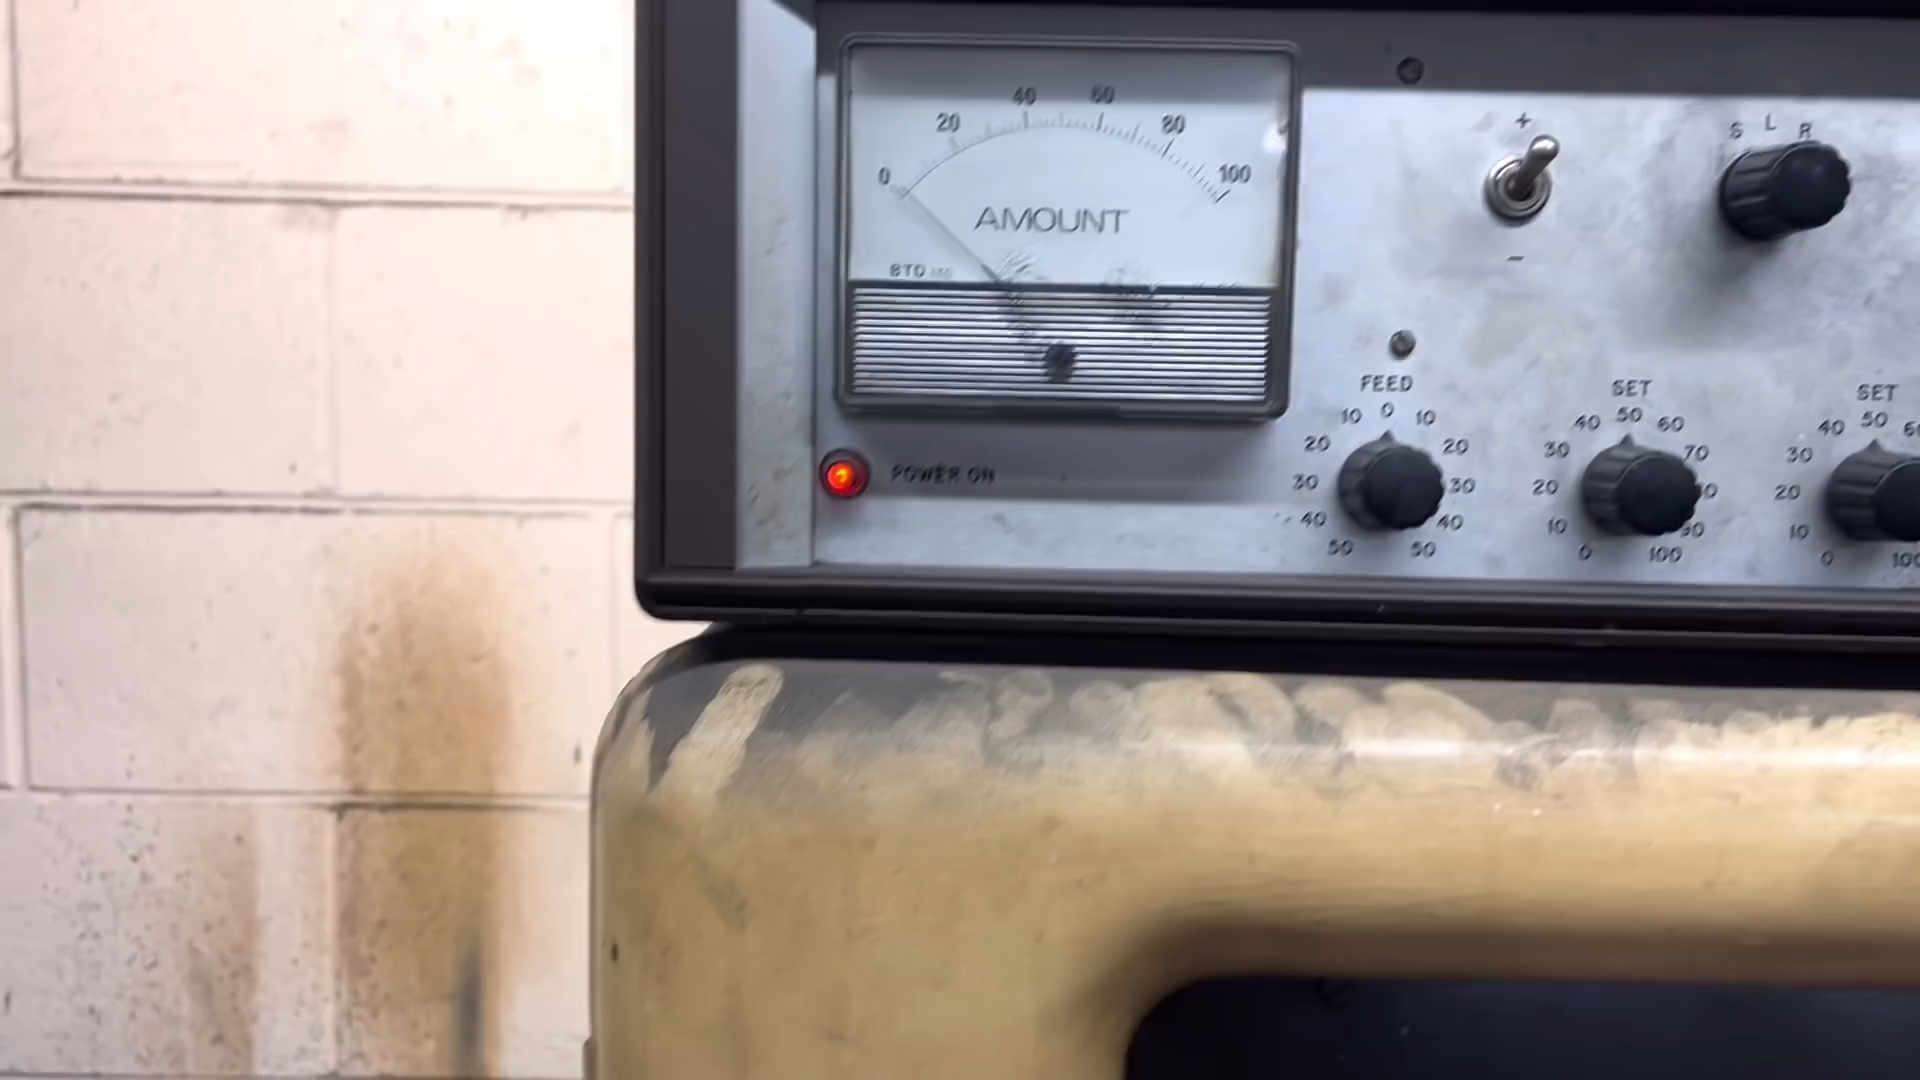 0 20 40 60 80 100
AMOUNT
BTD
POWER ON
+
-
S L R
FEED
50 40 30 20 10 0 10 20 30 40 50
SET
0 10 20 30 40 50 60 70 100
SET
0 10 20 30 40 50